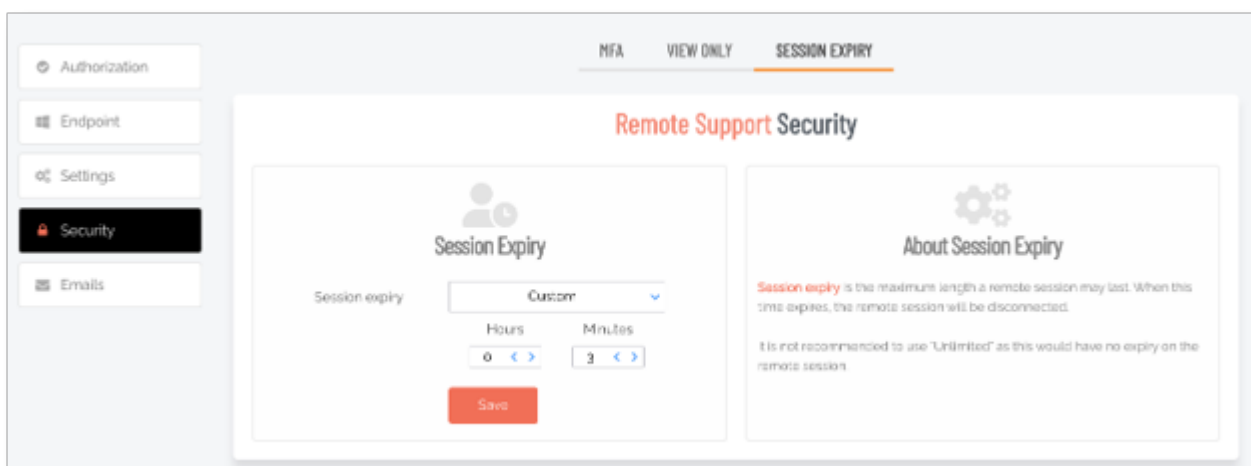 MFA VIEW ONLY SESSION EXPIRY
Authorization
Endpoint
Settings
Security
Emails
Remote Support Security
Session Expiry
Session expiry Custom
Hours Minutes
0 3
Save
About Session Expiry
Session expiry is the maximum length a remote session may last. When this
time expires, the remote session will be disconnected.
It is not recommended to use "Unlimited" as this would have no expiry on the
remote session.